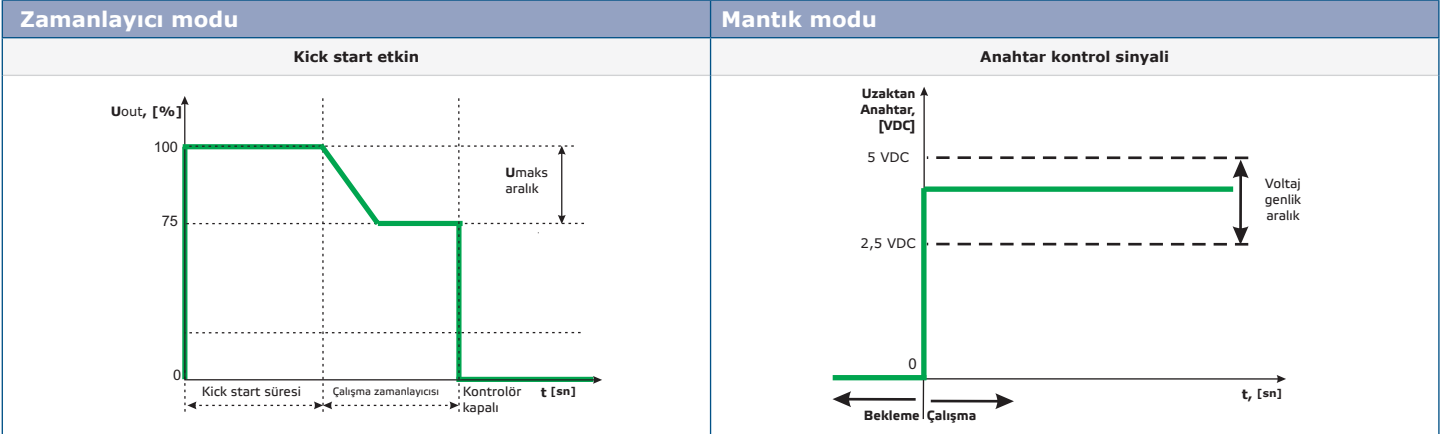 Zamanlayıcı modu
Mantık modu
Kick start etkin
Anahtar kontrol sinyali
Uout, [%]
100
75
0
Umaks
aralık
Kick start süresi
Çalışma zamanlayıcısı
Kontrolör
kapalı
t [sn]
Uzaktan
Anahtar,
[VDC]
5 VDC
2,5 VDC
0
Voltaj
genlik
aralık
t, [sn]
Bekleme Çalışma